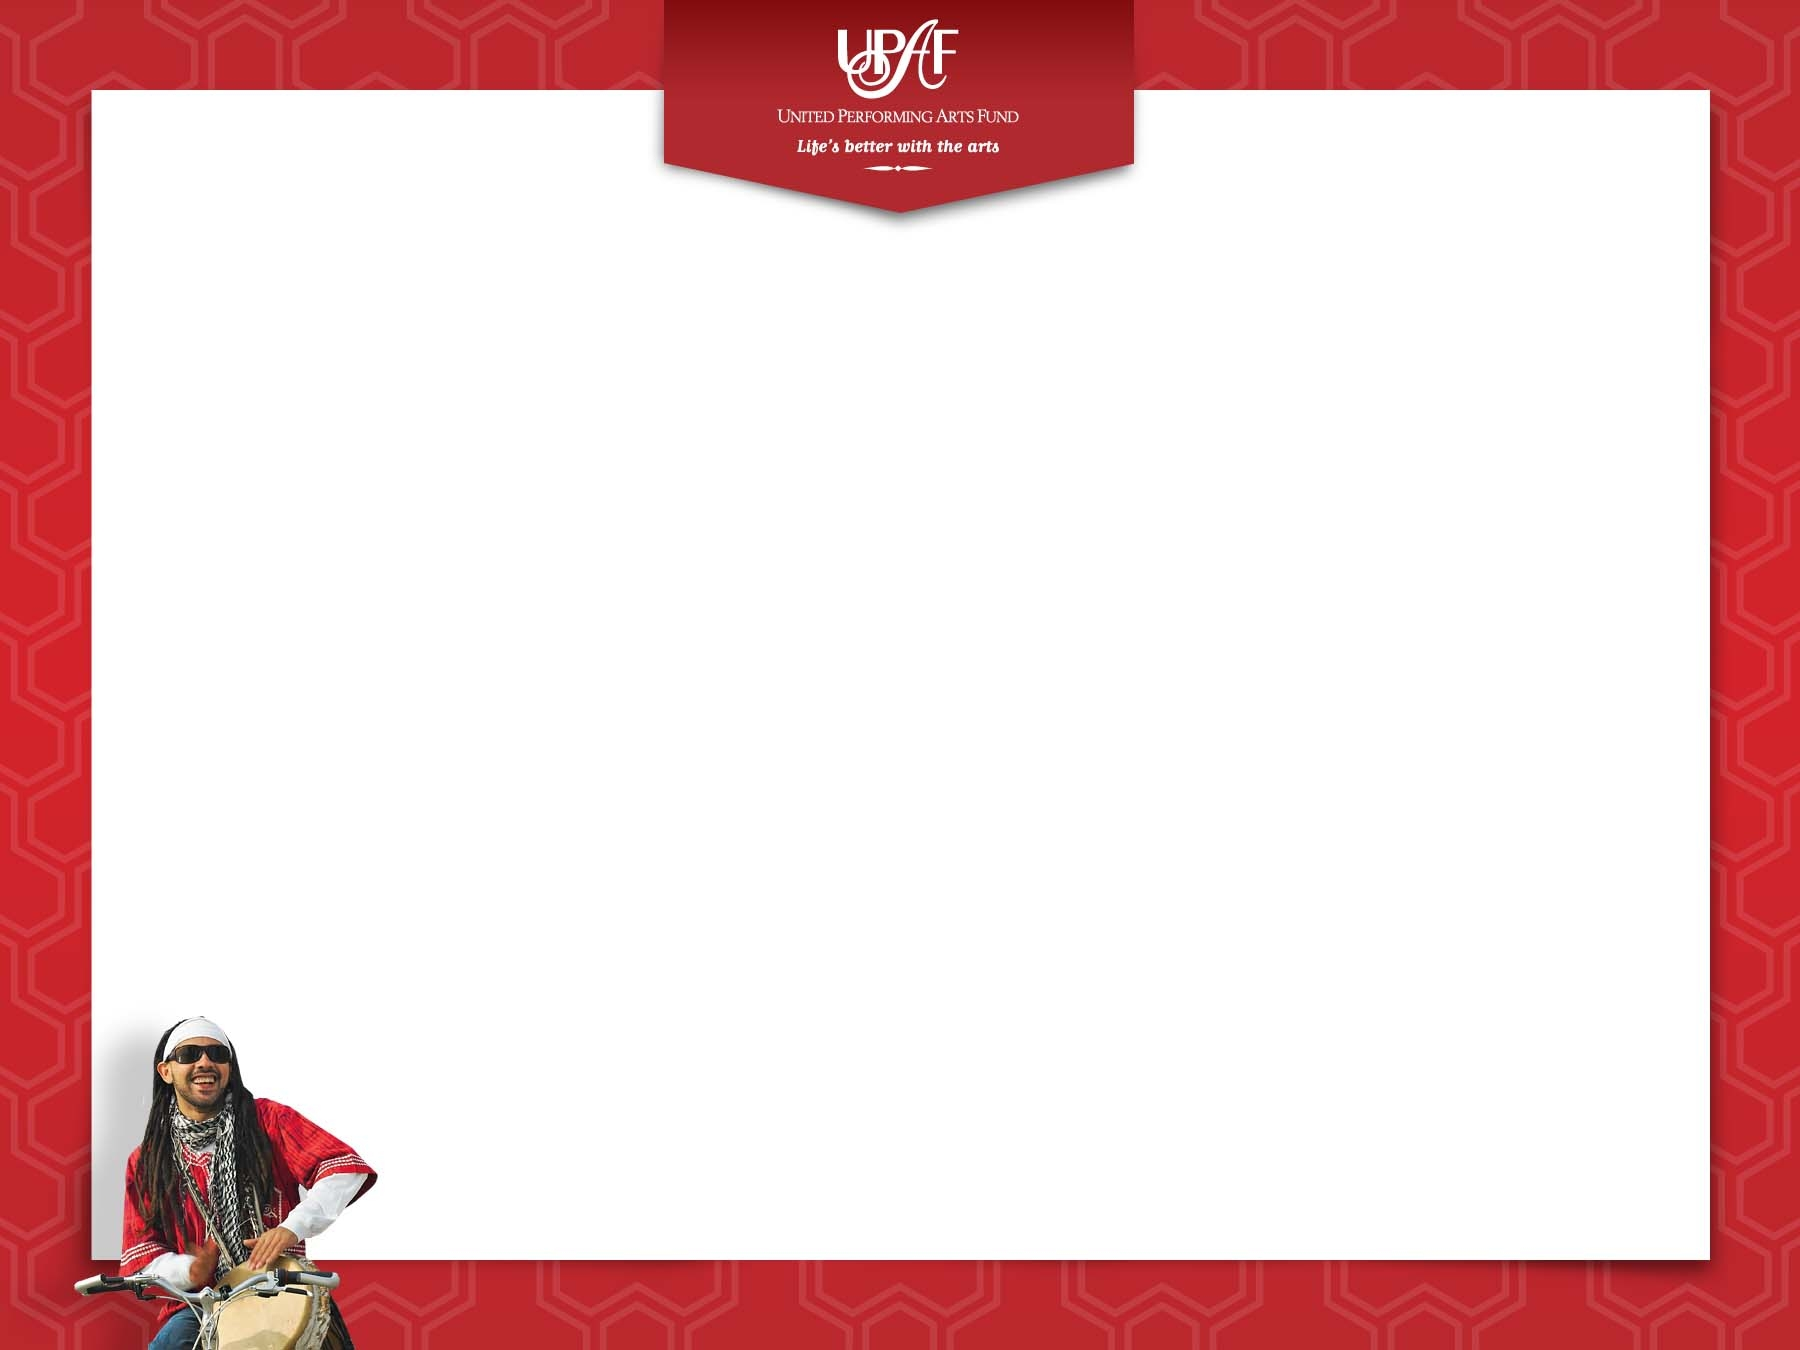 UPAF
UNITED PERFORMING ARTS FUND
Life's better with the arts